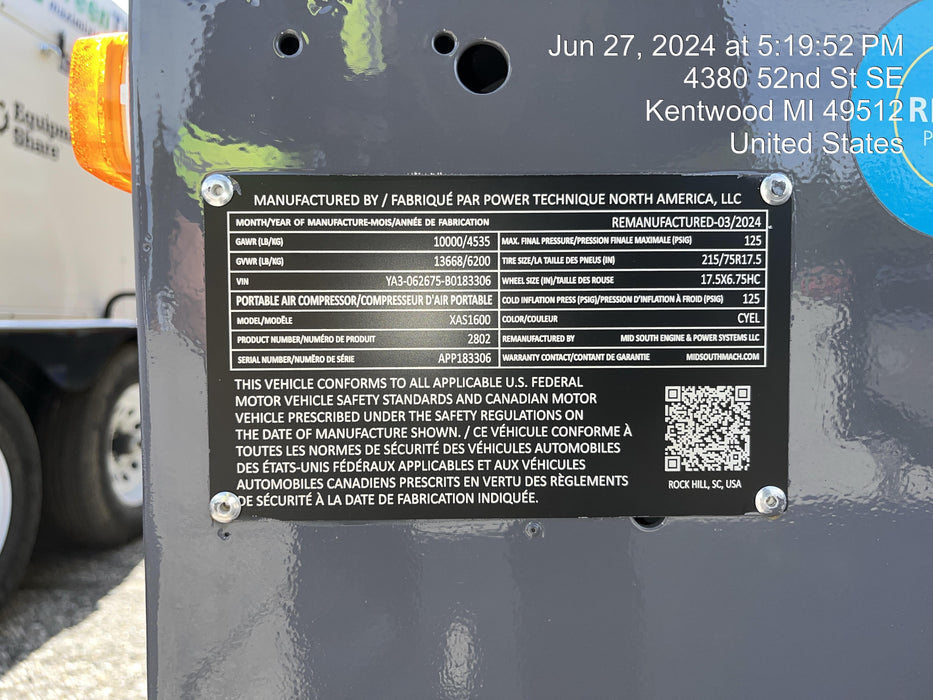 Jun 27, 2024 at 5:19:52 PM
4380 52nd St SE
Kentwood MI 49512
United States
Equipm
Share
MANUFACTURED BY / FABRIQUÉ PAR POWER TECHNIQUE NORTH AMERICA, LLC
MONTH/YEAR OF MANUFACTURE-MOIS/ANNÉE DE FABRICATION REMANUFACTURED-03/2024
GAWR (LB/KG) 10000/4535 MAX. FINAL PRESSURE/PRESSION FINALE MAXIMALE (PSIG) 125
GVWR (LB/KG) 13668/6200 TIRE SIZE/LA TAILLE DES PNEUS (IN) 215/75R17.5
VIN YA3-062675-B0183306 WHEEL SIZE (IN)/TAILLE DES ROUSE 17.5X6.75HC
PORTABLE AIR COMPRESSOR/COMPRESSEUR D'AIR PORTABLE COLD INFLATION PRESS (PSIG)/PRESSION D'INFLATION À FROID (PSIG) 125
MODEL/MODÊLE XAS1600 COLOR/COULEUR CYEL
PRODUCT NUMBER/NUMÉRO DE PRODUIT 2802 REMANUFACTURED BY MID SOUTH ENGINE & POWER SYSTEMS LLC
SERIAL NUMBER/NUMÉRO DE SÉRIE APP183306 WARRANTY CONTACT/CONTANT DE GARANTIE MIDSOUTHMACH.COM
THIS VEHICLE CONFORMS TO ALL APPLICABLE U.S. FEDERAL
MOTOR VEHICLE SAFETY STANDARDS AND CANADIAN MOTOR
VEHICLE PRESCRIBED UNDER THE SAFETY REGULATIONS ON
THE DATE OF MANUFACTURE SHOWN. / CE VÉHICULE CONFORME À
TOUTES LES NORMES DE SÉCURITÉ DES VÉHICULES AUTOMOBILES
DES ÉTATS-UNIS FÉDÉRAUX APPLICABLES ET AUX VÉHICULES
AUTOMOBILES CANADIENS PRESCRITS EN VERTU DES RÈGLEMENTS
DE SÉCURITÉ À LA DATE DE FABRICATION INDIQUÉE.
ROCK HILL, SC, USA